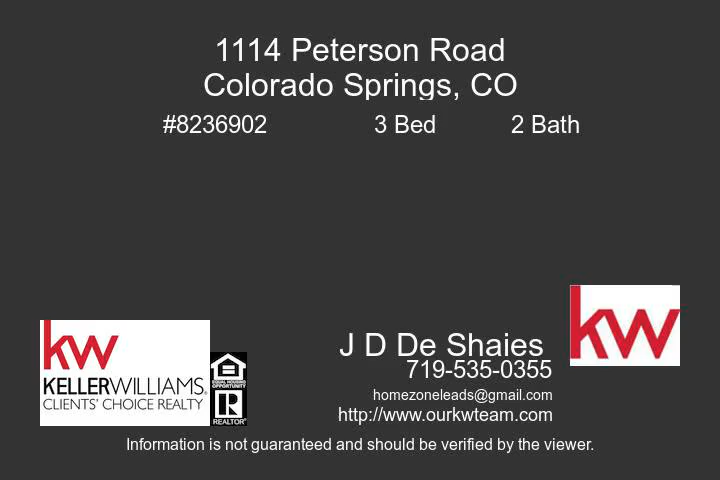 1114 Peterson Road
Colorado Springs, CO
#8236902 3 Bed 2 Bath
kw
kw
KELLERWILLIAMS®
CLIENTS' CHOICE REALTY
EQUAL HOUSING
OPPORTUNITY
R
REALTOR®
J D De Shaies
719-535-0355
homezoneleads@gmail.com
http://www.ourkwteam.com
Information is not guaranteed and should be verified by the viewer.